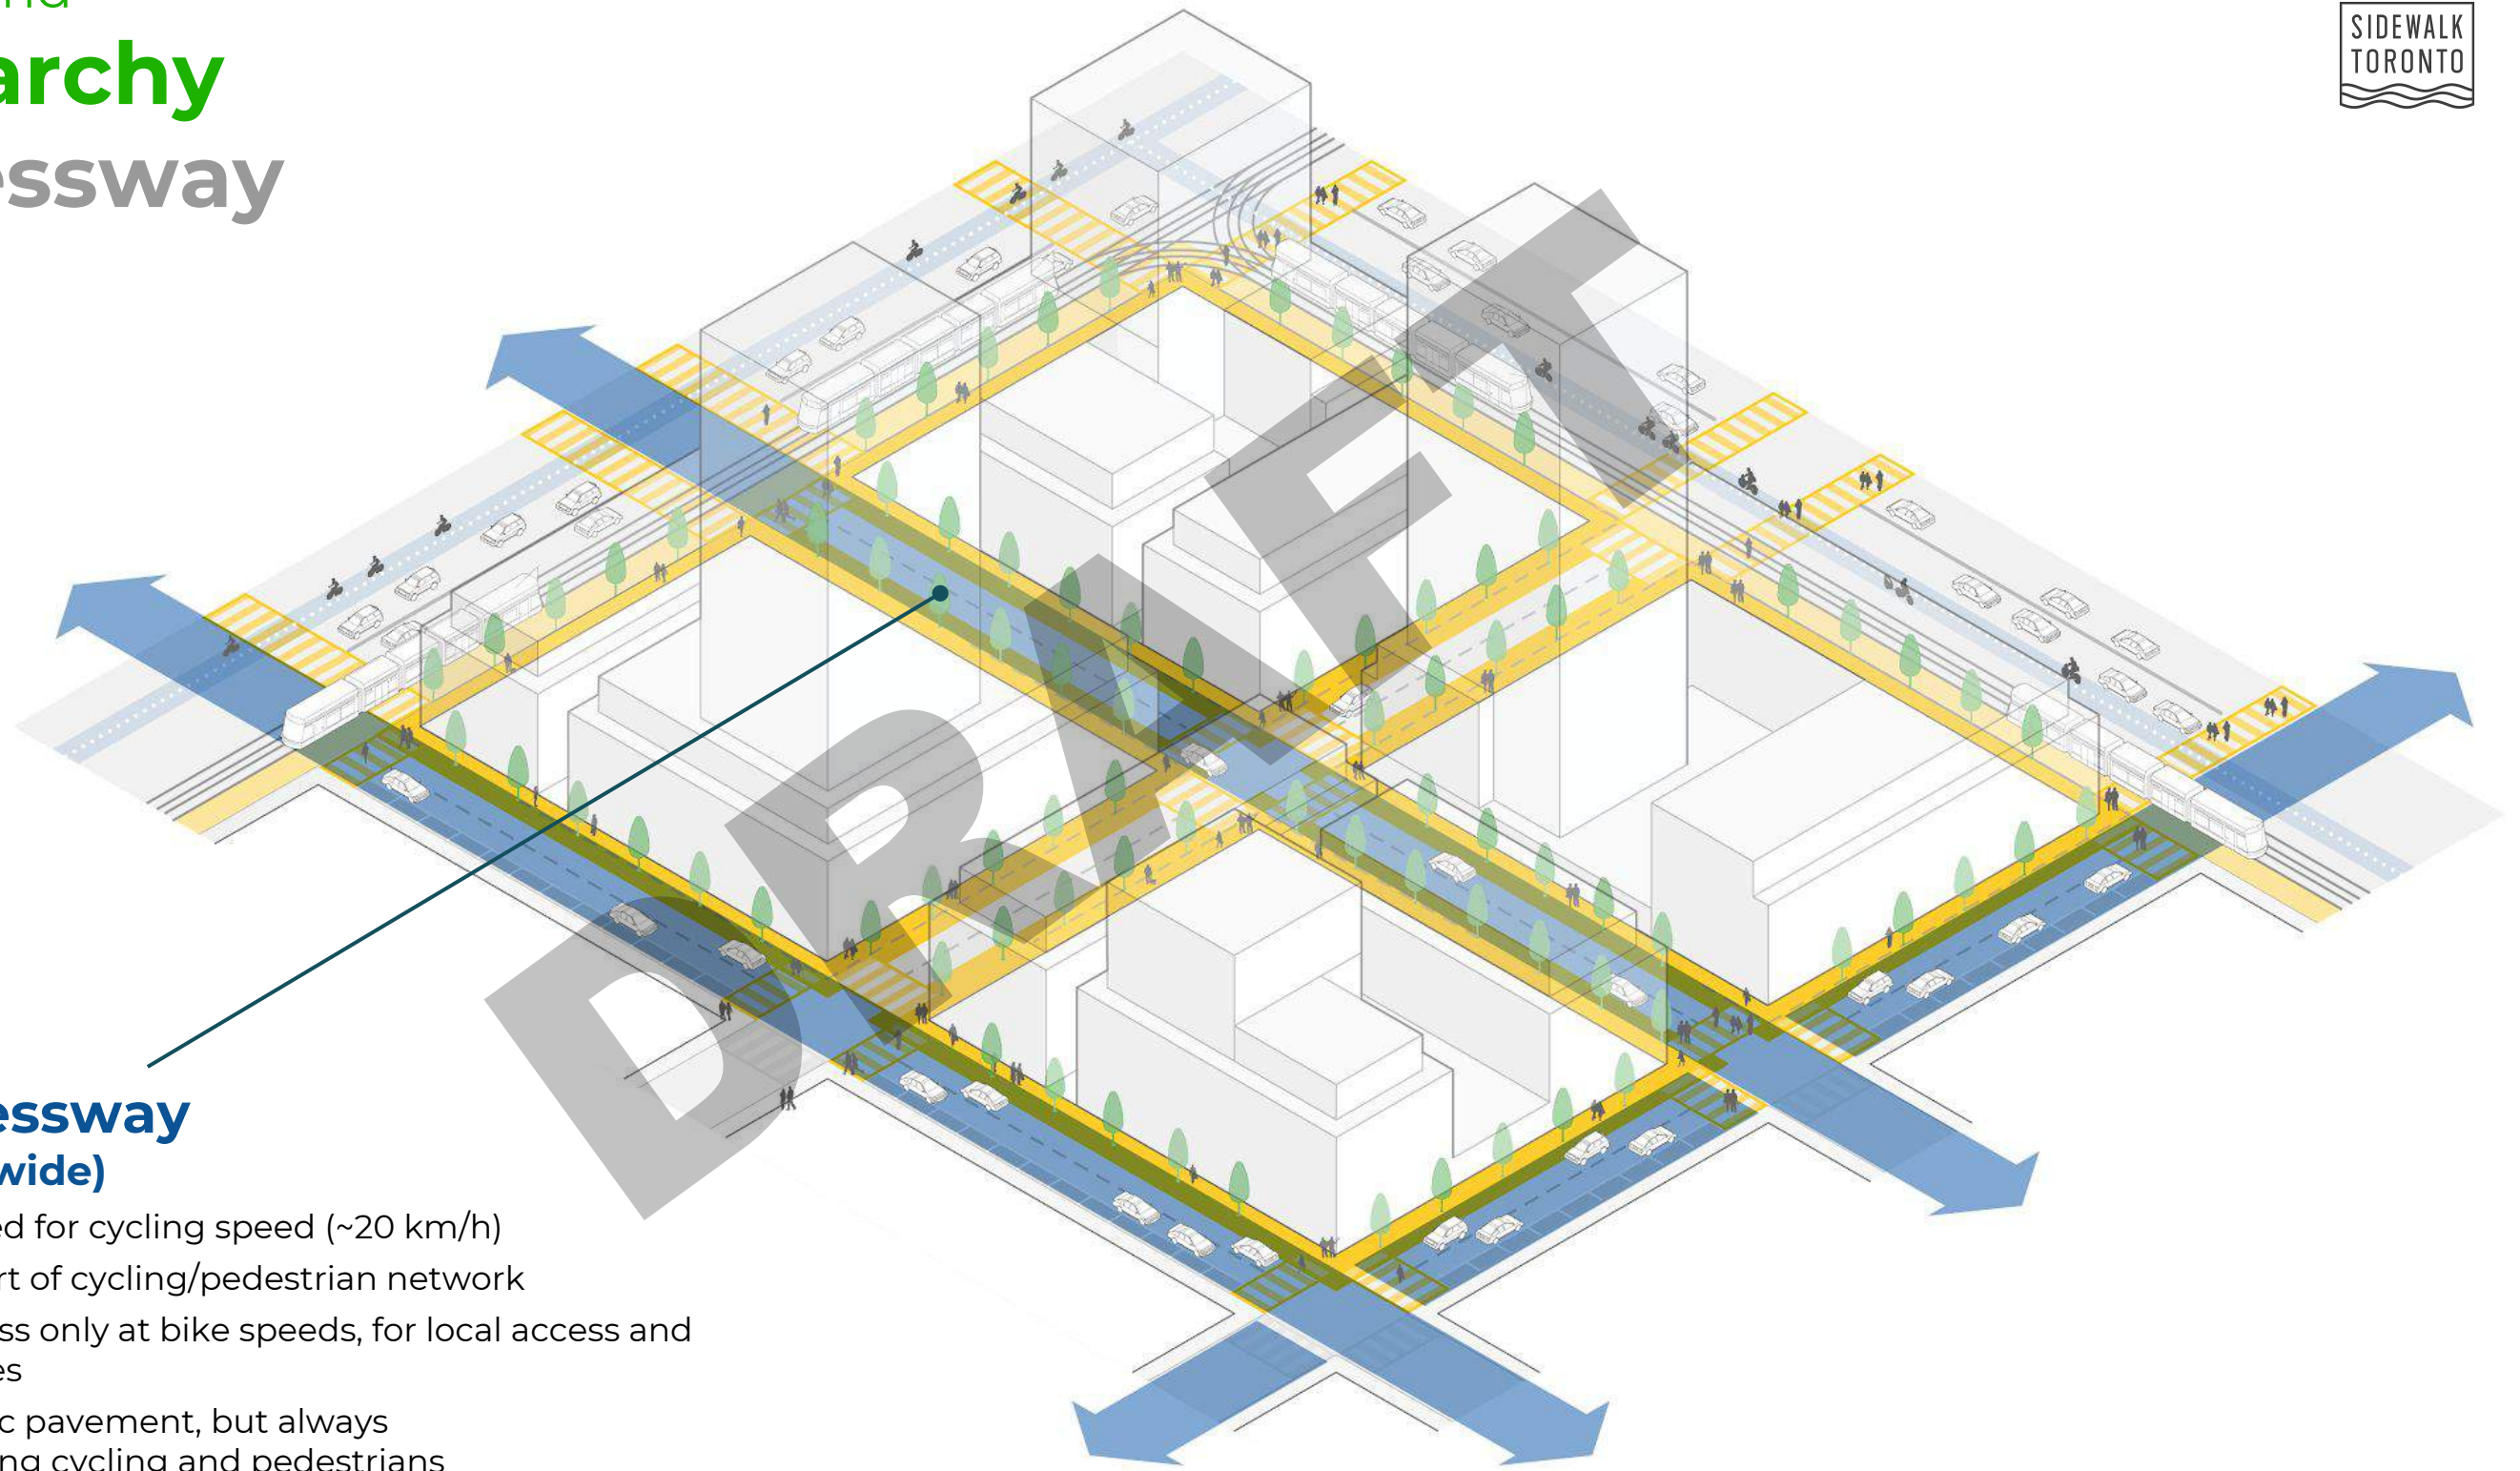 nd
archy
essway
SIDEWALK
TORONTO
DRAFT
essway
wide)
ed for cycling speed (~20 km/h)
rt of cycling/pedestrian network
ss only at bike speeds, for local access and
es
c pavement, but always
ng cycling and pedestrians